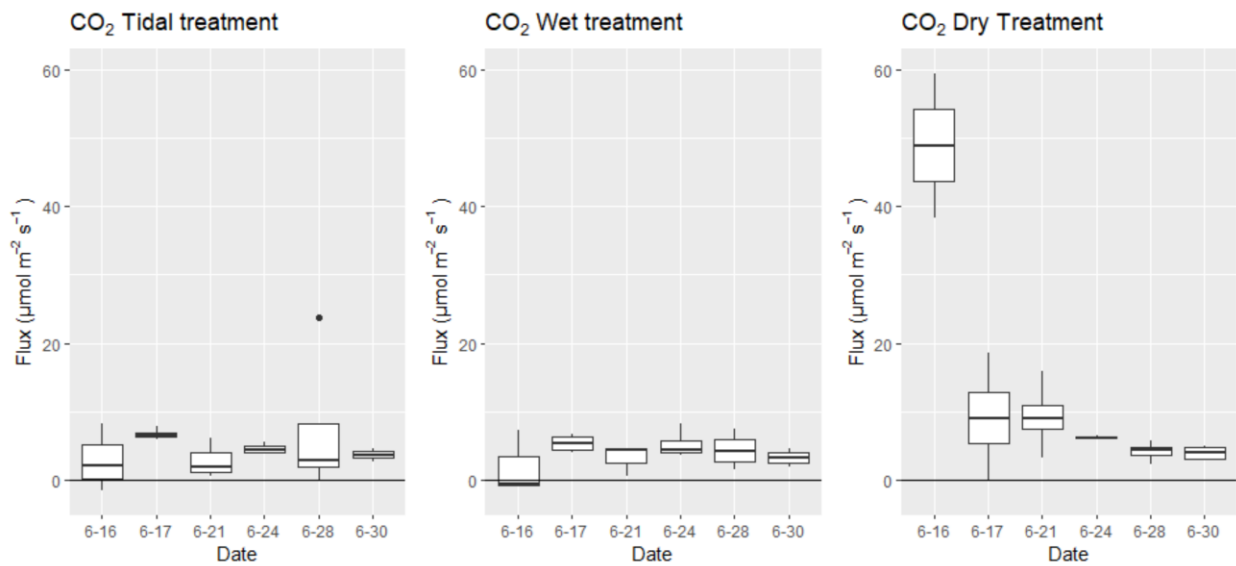 CO₂ Tidal treatment
60
40
20
0
Flux (µmol m⁻² s⁻¹ )
6-16 6-17 6-21 6-24 6-28 6-30
Date
CO₂ Wet treatment
60
40
20
0
Flux (µmol m⁻² s⁻¹ )
6-16 6-17 6-21 6-24 6-28 6-30
Date
CO₂ Dry Treatment
60
40
20
0
Flux (µmol m⁻² s⁻¹ )
6-16 6-17 6-21 6-24 6-28 6-30
Date